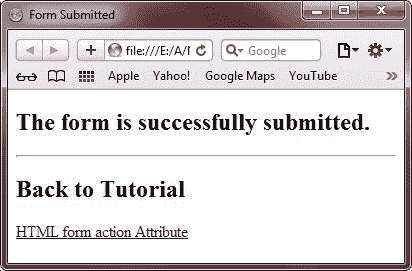 Form Submitted
file:///E:/A/
Google
Apple Yahoo! Google Maps YouTube
The form is successfully submitted.
Back to Tutorial
HTML form action Attribute